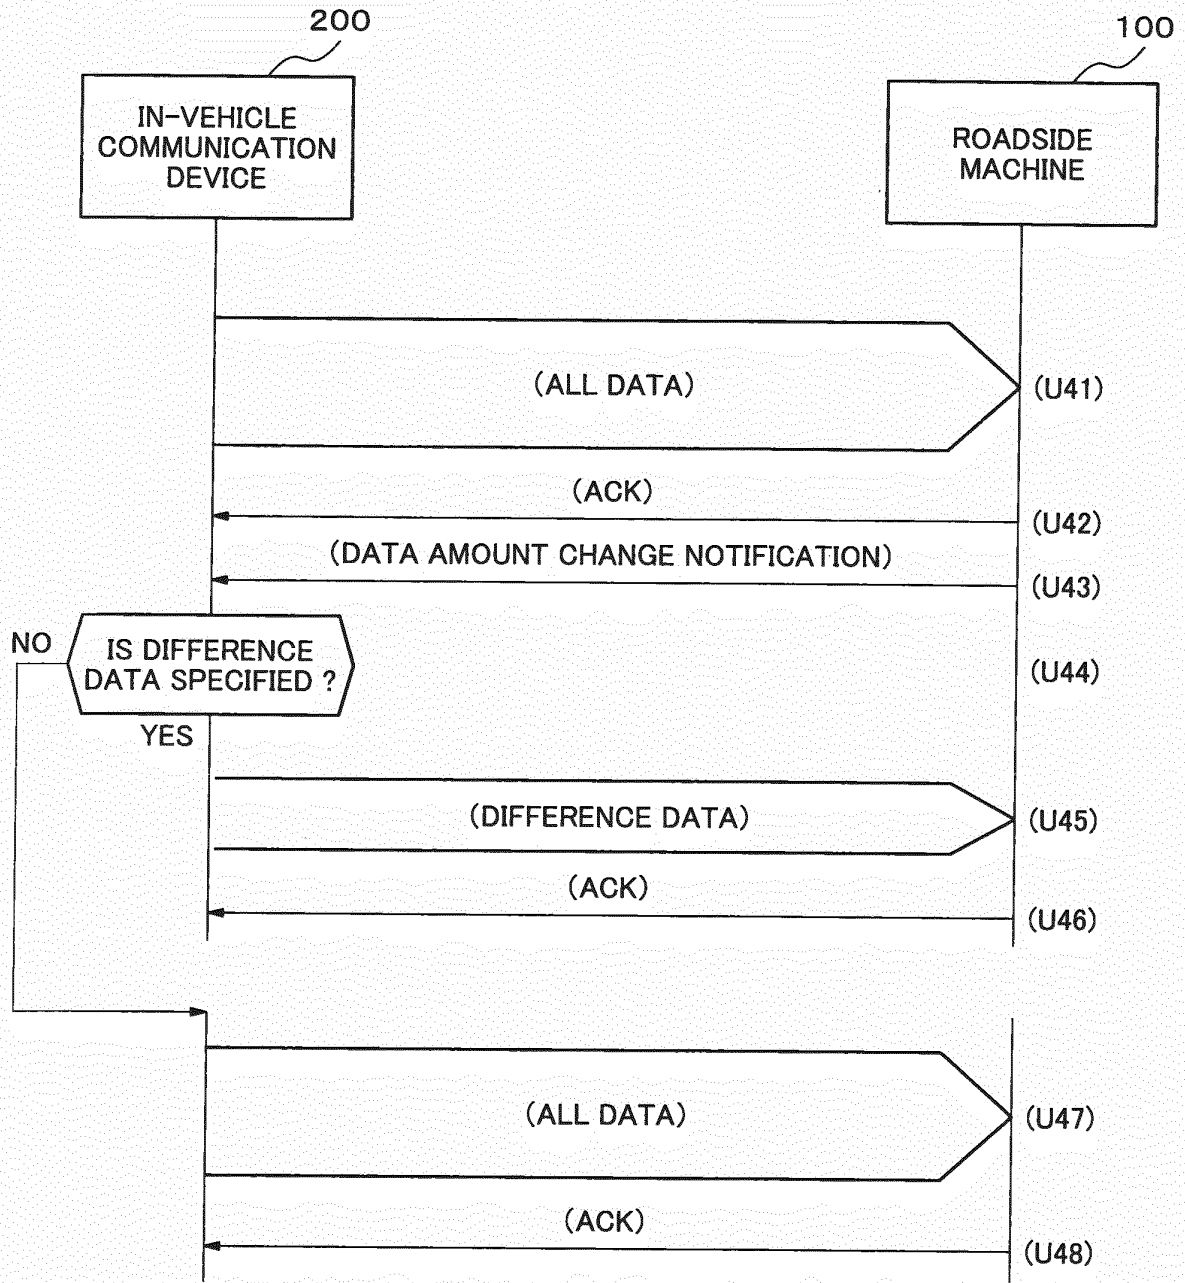 200
100
IN-VEHICLE
COMMUNICATION
DEVICE
ROADSIDE
MACHINE
(ALL DATA)
(U41)
(ACK)
(U42)
(DATA AMOUNT CHANGE NOTIFICATION)
(U43)
NO
IS DIFFERENCE
DATA SPECIFIED ?
(U44)
YES
(DIFFERENCE DATA)
(U45)
(ACK)
(U46)
(ALL DATA)
(U47)
(ACK)
(U48)